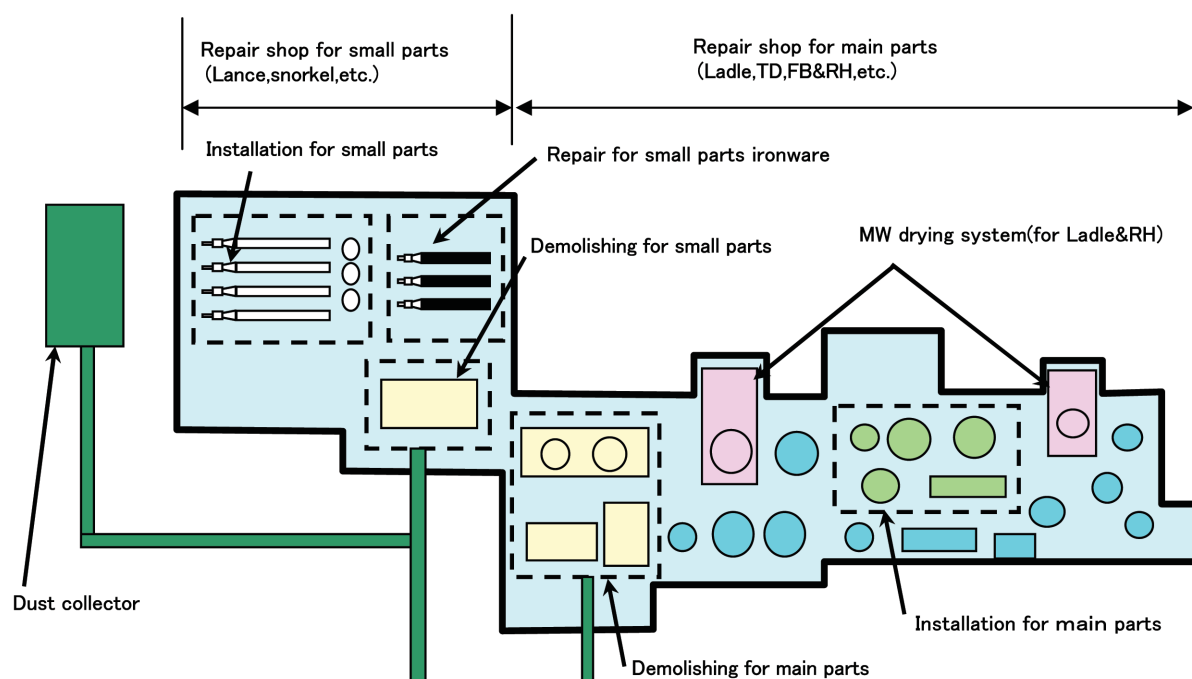 Repair shop for small parts
(Lance,snorkel,etc.)
Repair shop for main parts
(Ladle,TD,FB&RH,etc.)
Installation for small parts
Repair for small parts ironware
Demolishing for small parts
MW drying system(for Ladle&RH)
Dust collector
Installation for main parts
Demolishing for main parts